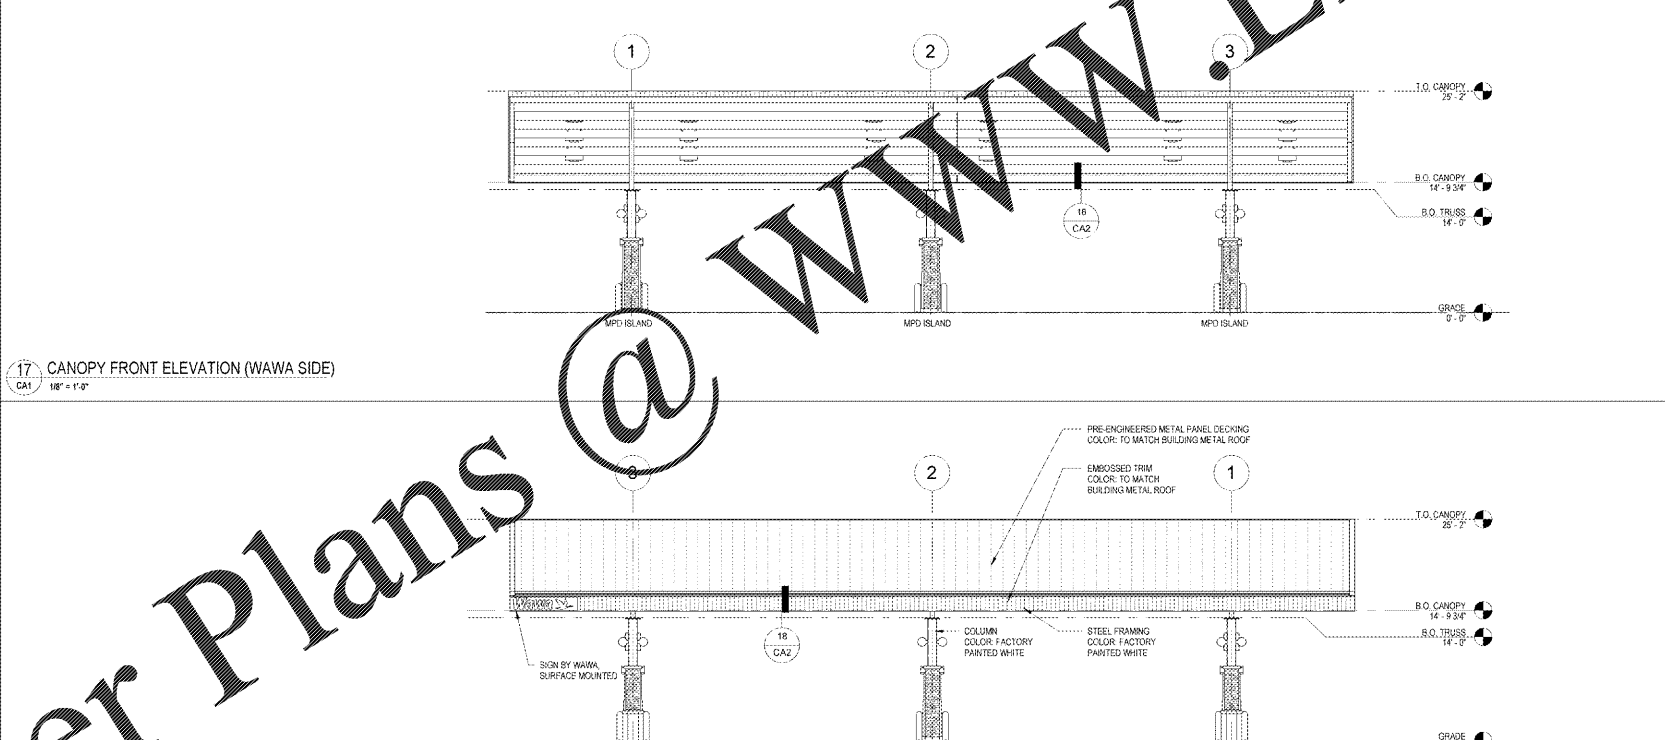 1
2
3
T.O. CANOPY
25' - 2"
B.O. CANOPY
14' - 9 3/4"
B.O. TRUSS
14' - 0"
16
CA2
GRADE
0' - 0"
MPD ISLAND
MPD ISLAND
MPD ISLAND
17
CA1
CANOPY FRONT ELEVATION (WAWA SIDE)
1/8" = 1'-0"
PRE-ENGINEERED METAL PANEL DECKING
COLOR: TO MATCH BUILDING METAL ROOF
3
2
1
EMBOSSED TRIM
COLOR: TO MATCH
BUILDING METAL ROOF
T.O. CANOPY
25' - 2"
Wawa
B.O. CANOPY
14' - 9 3/4"
B.O. TRUSS
14' - 0"
18
CA2
COLUMN
COLOR: FACTORY
PAINTED WHITE
STEEL FRAMING
COLOR: FACTORY
PAINTED WHITE
SIGN BY WAWA,
SURFACE MOUNTED
GRADE
er Plans @ www.